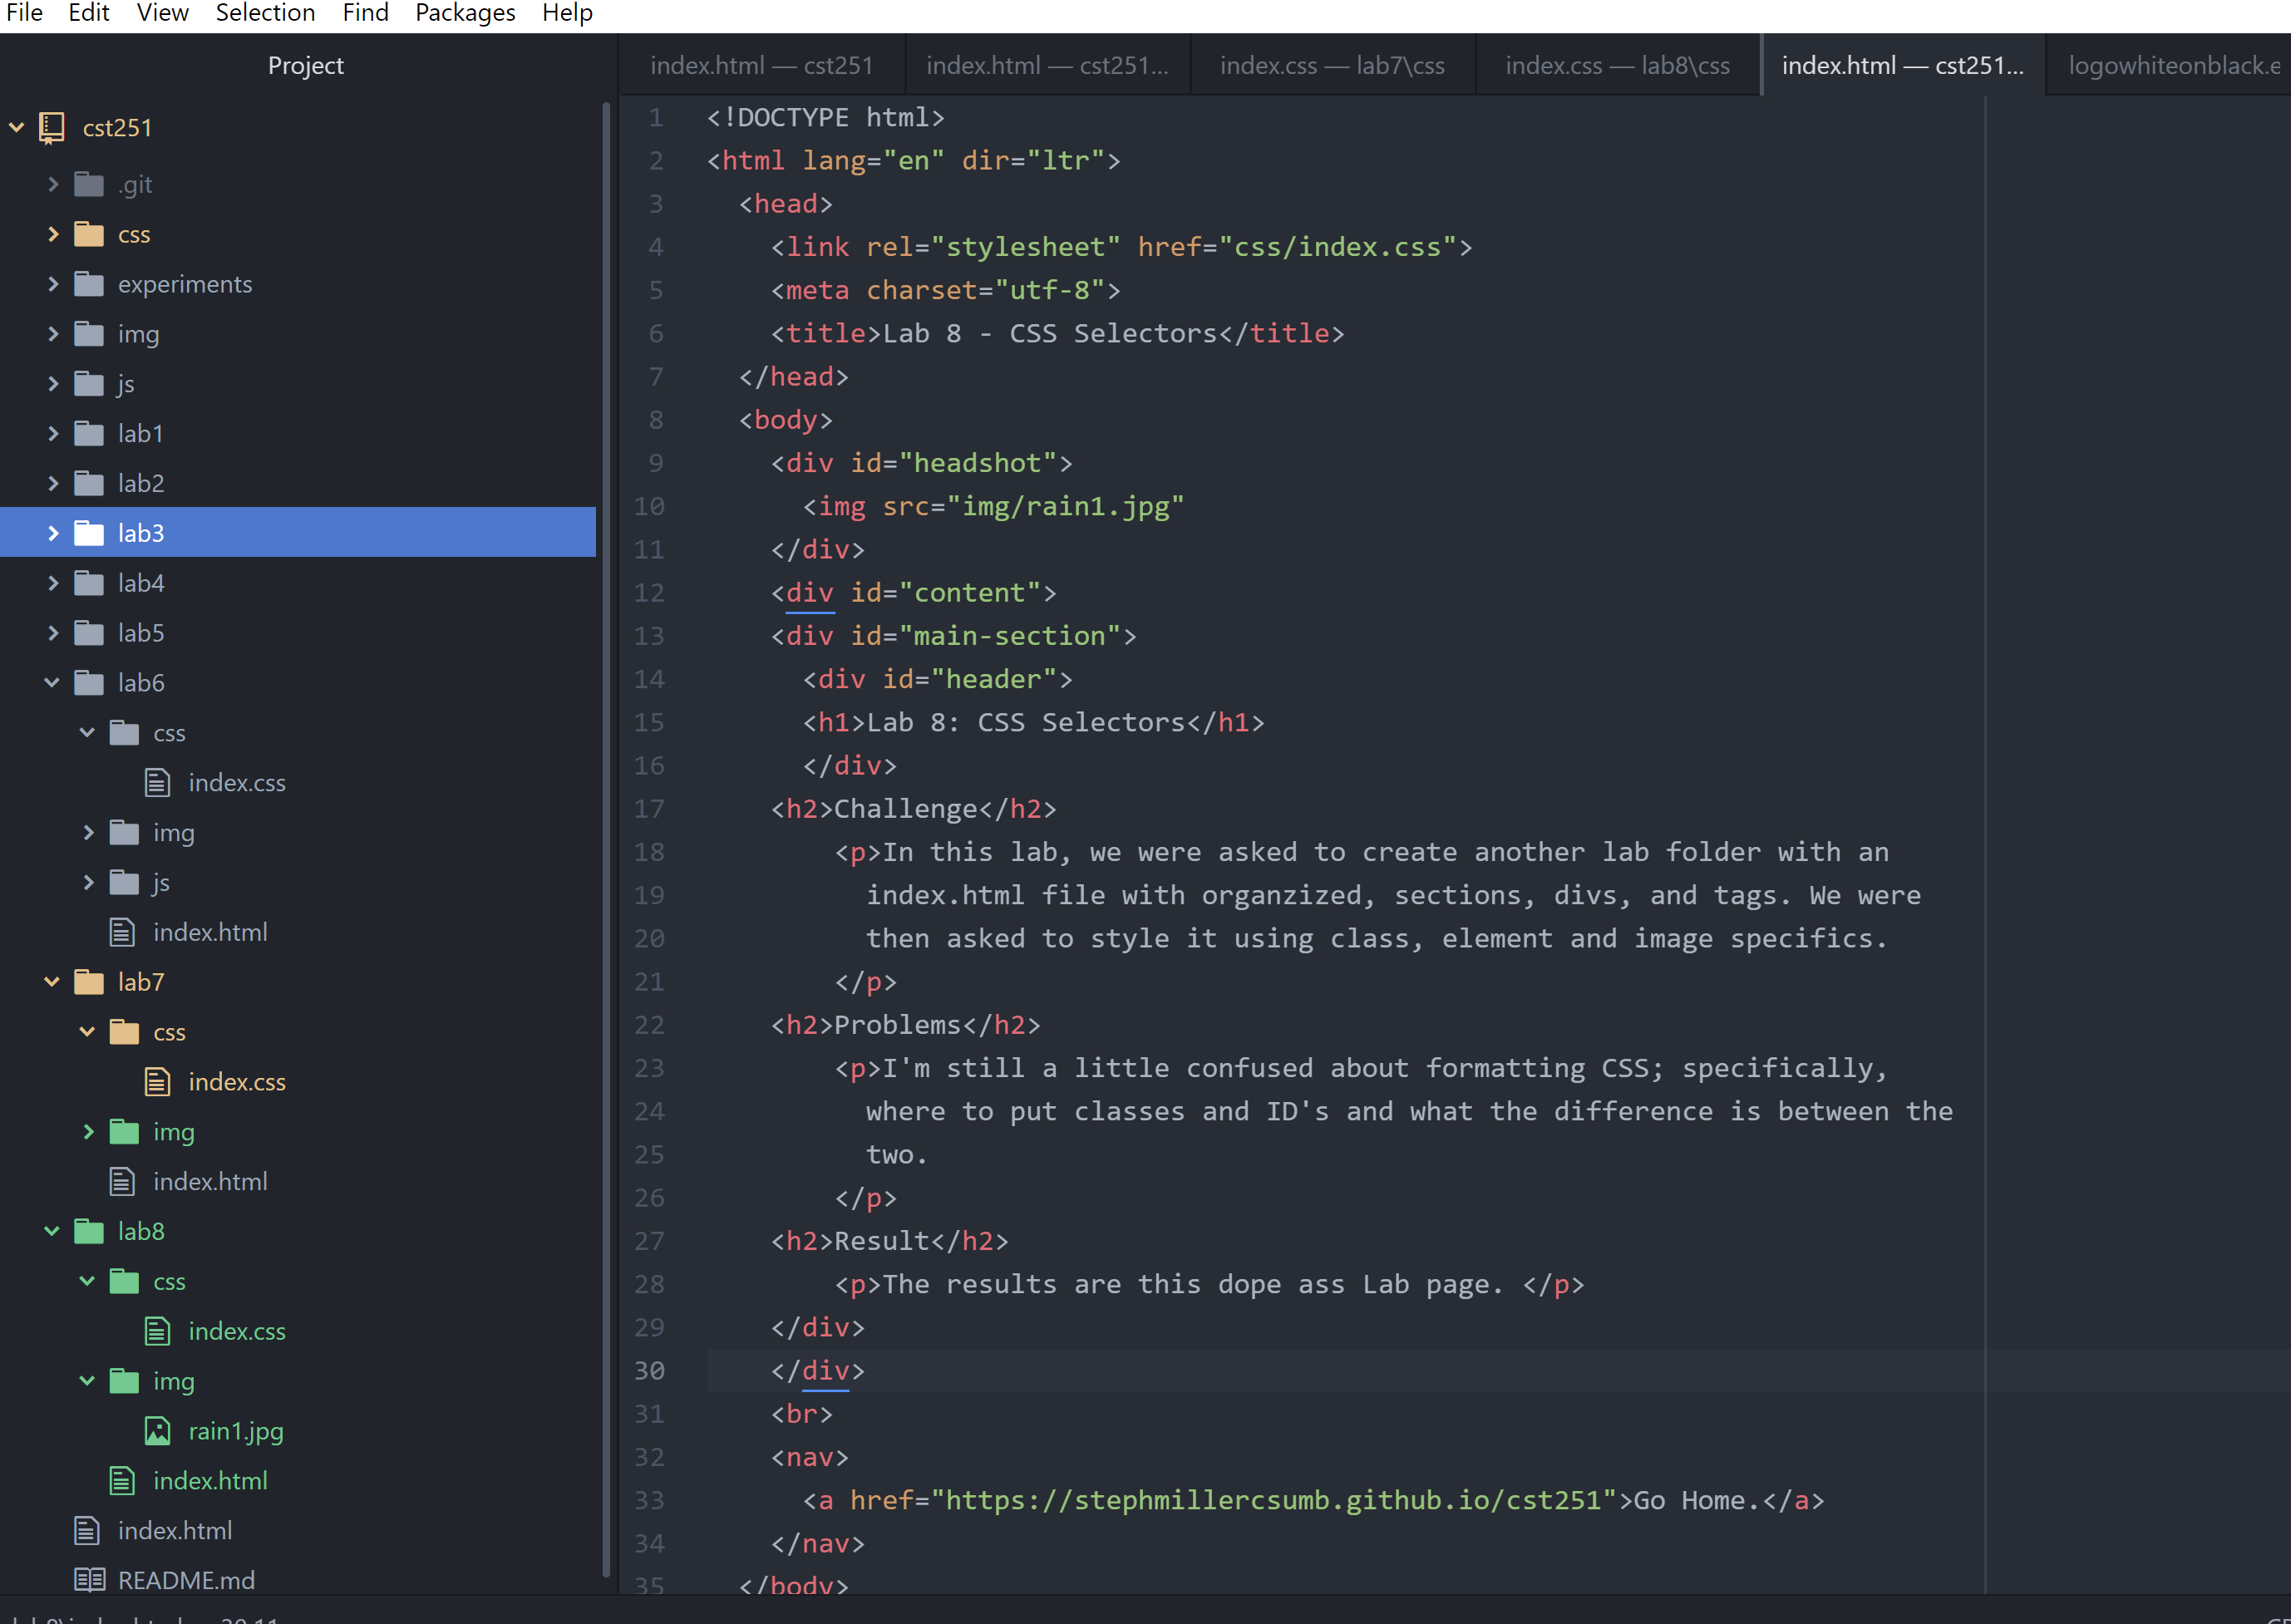 File Edit View Selection Find Packages Help
Project
cst251
.git
css
experiments
img
js
lab1
lab2
lab3
lab4
lab5
lab6
css
index.css
img
js
index.html
lab7
css
index.css
img
index.html
lab8
css
index.css
img
rain1.jpg
index.html
index.html
README.md
index.html — cst251 index.html — cst251... index.css — lab7\css index.css — lab8\css index.html — cst251... logowhiteonblack.e
1 <!DOCTYPE html>
2 <html lang="en" dir="ltr">
3 <head>
4 <link rel="stylesheet" href="css/index.css">
5 <meta charset="utf-8">
6 <title>Lab 8 - CSS Selectors</title>
7 </head>
8 <body>
9 <div id="headshot">
10 <img src="img/rain1.jpg"
11 </div>
12 <div id="content">
13 <div id="main-section">
14 <div id="header">
15 <h1>Lab 8: CSS Selectors</h1>
16 </div>
17 <h2>Challenge</h2>
18 <p>In this lab, we were asked to create another lab folder with an
19 index.html file with organzized, sections, divs, and tags. We were
20 then asked to style it using class, element and image specifics.
21 </p>
22 <h2>Problems</h2>
23 <p>I'm still a little confused about formatting CSS; specifically,
24 where to put classes and ID's and what the difference is between the
25 two.
26 </p>
27 <h2>Result</h2>
28 <p>The results are this dope ass Lab page. </p>
29 </div>
30 </div>
31 <br>
32 <nav>
33 <a href="https://stephmillercsumb.github.io/cst251">Go Home.</a>
34 </nav>
35 </body>